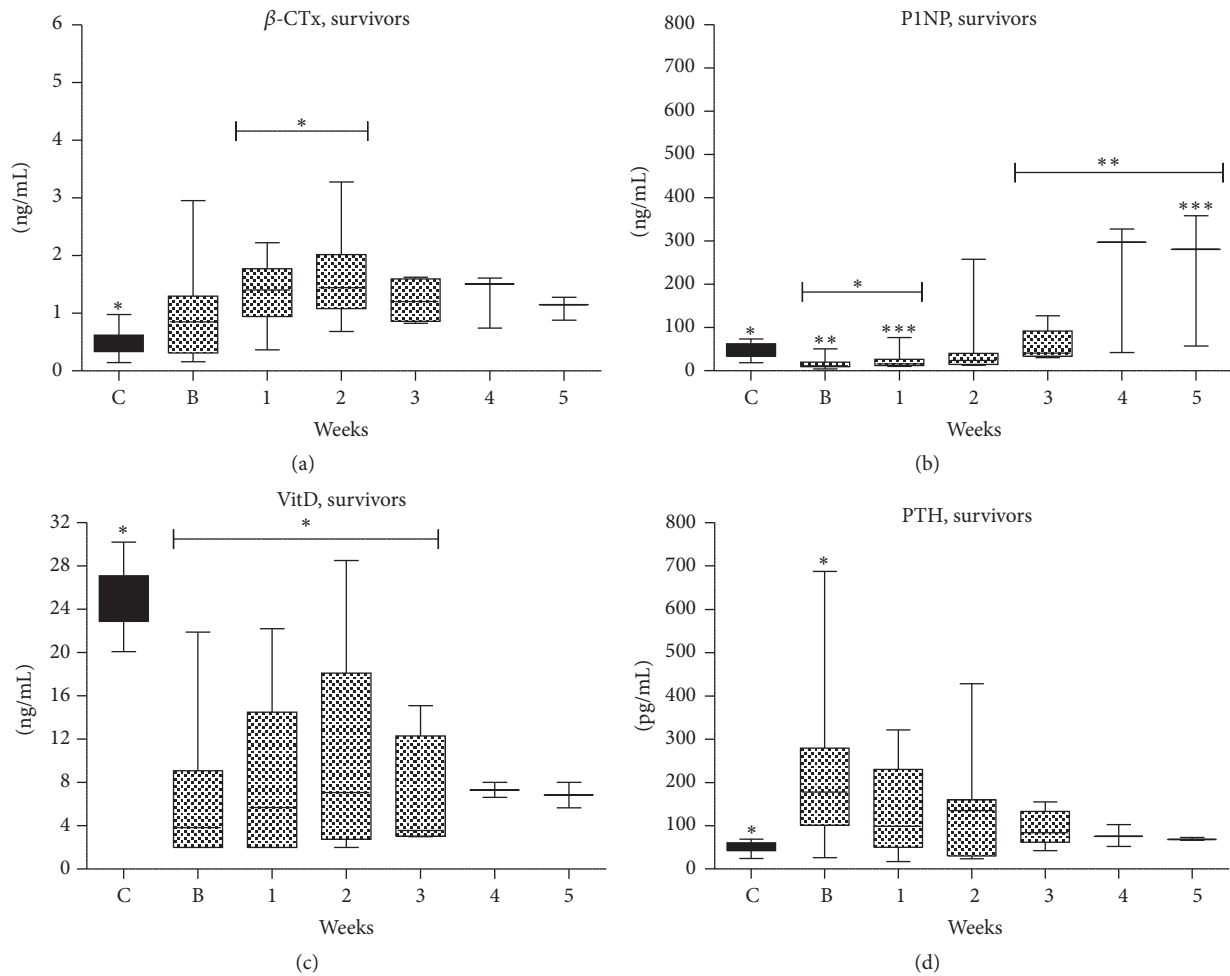 β-CTx, survivors
6
5
4
3
2
1
0
(ng/mL)
*
*
C B 1 2 3 4 5
Weeks
(a)
P1NP, survivors
800
700
600
500
400
300
200
100
0
(ng/mL)
**
***
*
*
**
***
C B 1 2 3 4 5
Weeks
(b)
VitD, survivors
32
28
24
20
16
12
8
4
0
(ng/mL)
*
*
C B 1 2 3 4 5
Weeks
(c)
PTH, survivors
800
700
600
500
400
300
200
100
0
(pg/mL)
*
*
C B 1 2 3 4 5
Weeks
(d)